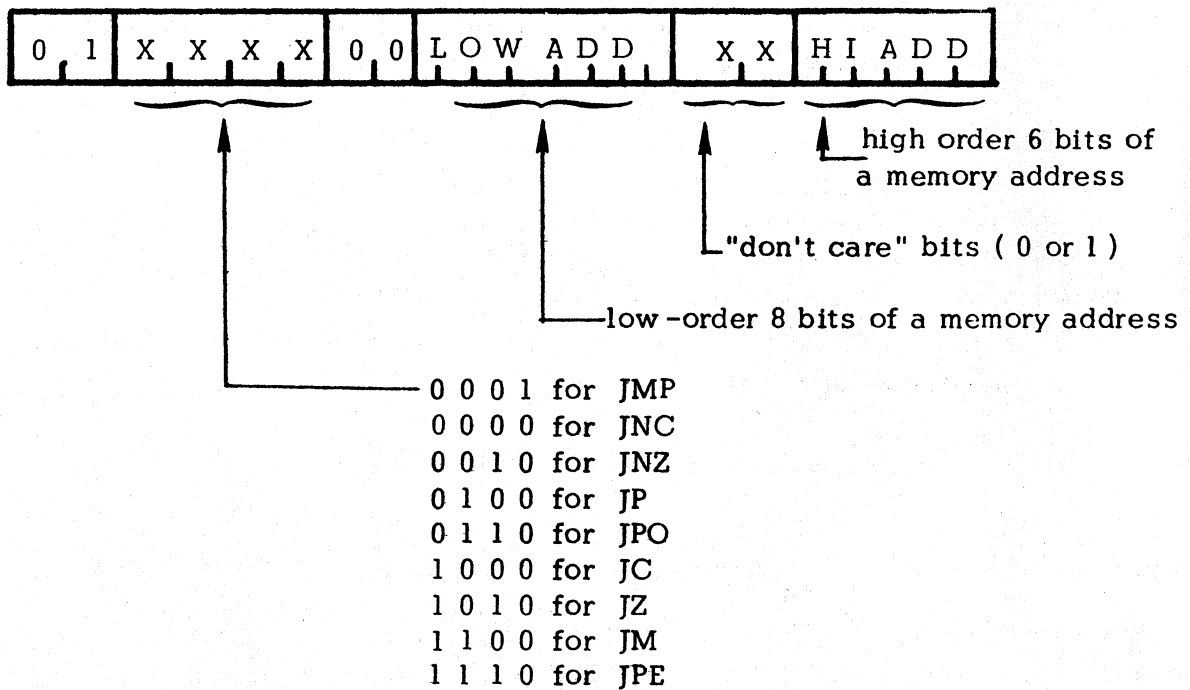 0 1 X X X X 0 0 L O W A D D X X H I A D D
high order 6 bits of
a memory address
"don't care" bits ( 0 or 1 )
low-order 8 bits of a memory address
0 0 0 1 for JMP
0 0 0 0 for JNC
0 0 1 0 for JNZ
0 1 0 0 for JP
0 1 1 0 for JPO
1 0 0 0 for JC
1 0 1 0 for JZ
1 1 0 0 for JM
1 1 1 0 for JPE